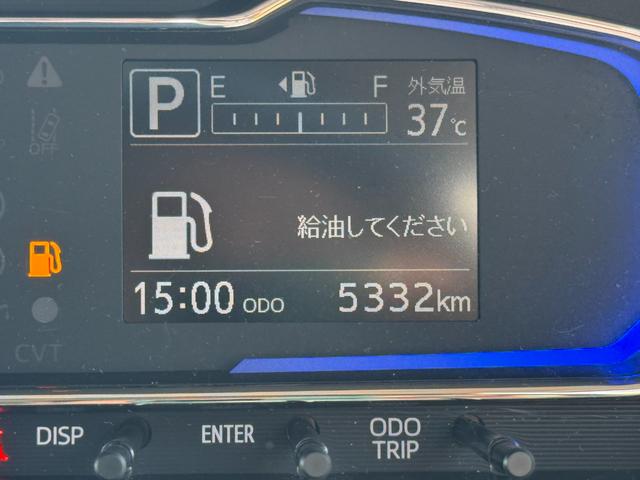 P
E F 外気温
37℃
給油してください
15:00 ODO 5332km
OFF
CVT
DISP ENTER ODO TRIP